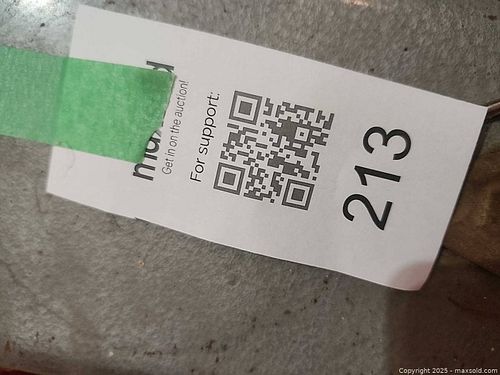 Get in on the auction!
For support:
213
Copyright 2025 - maxsold.com